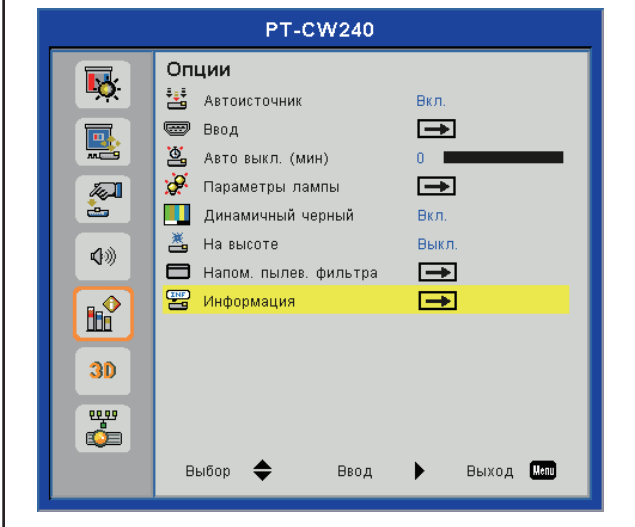 PT-CW240
Опции
Автоисточник Вкл.
Ввод
Авто выкл. (мин) 0
Параметры лампы
Динамичный черный Вкл.
На высоте Выкл.
Напом. пылев. фильтра
INF Информация
3D
Выбор Ввод Выход Menu